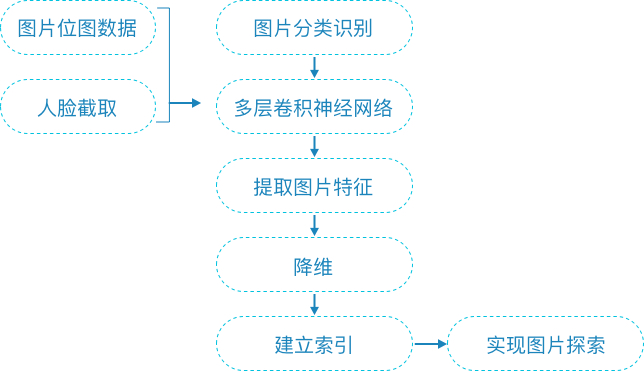 图片位图数据
图片分类识别
人脸截取
多层卷积神经网络
提取图片特征
降维
建立索引
实现图片探索